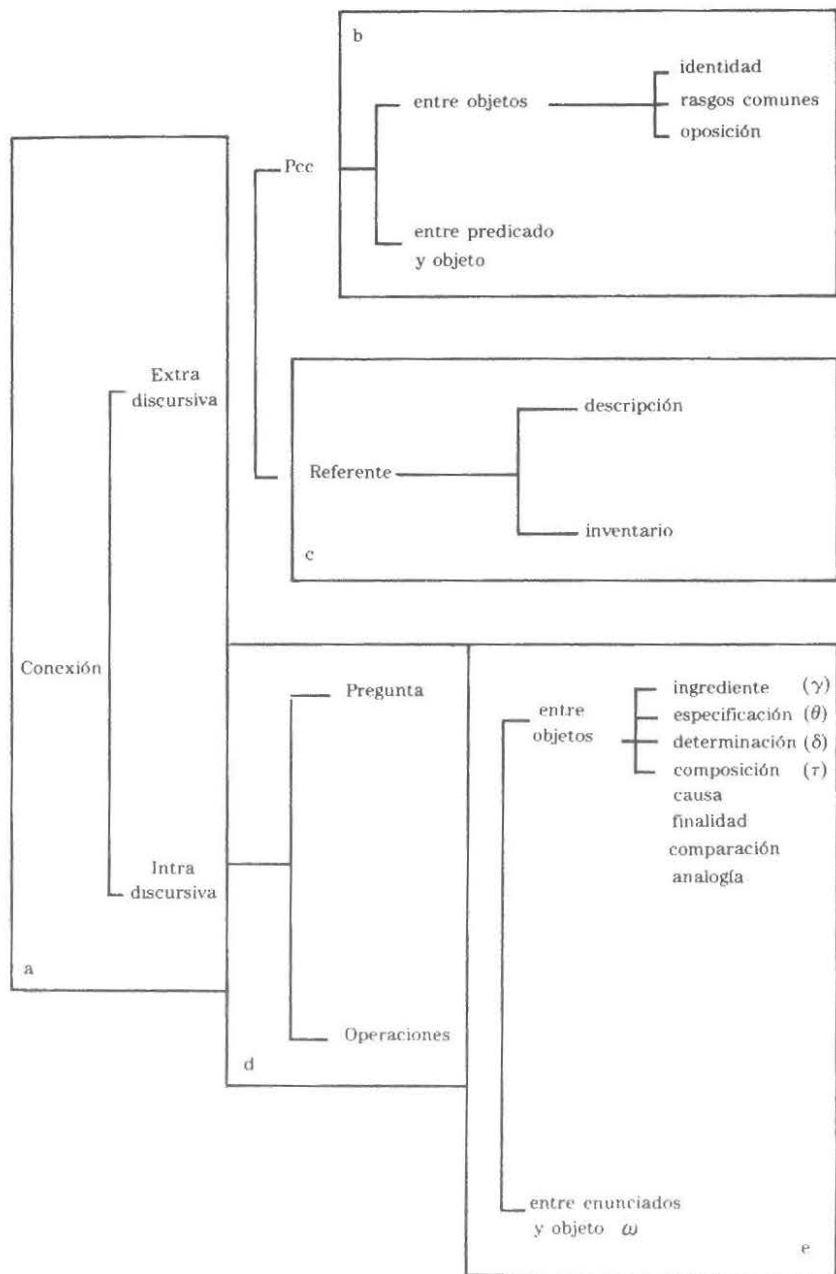 b
identidad
entre objetos
rasgos comunes
oposición
Pcc
entre predicado
y objeto
Extra
discursiva
descripción
Referente
inventario
c
Conexión
Pregunta
entre
objetos
ingrediente (γ)
especificación (θ)
determinación (δ)
composición (τ)
causa
finalidad
comparación
analogía
Intra
discursiva
a
Operaciones
d
entre enunciados
y objeto ω
e